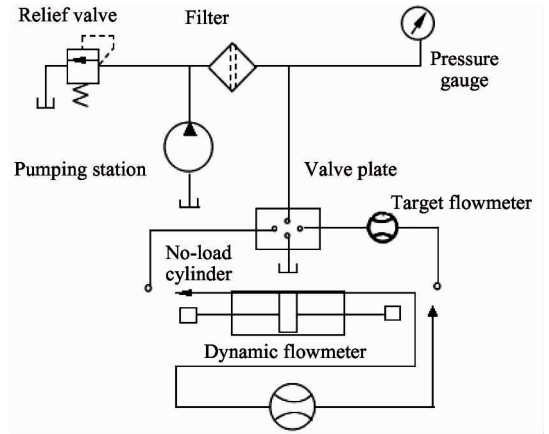 Relief valve
Filter
Pressure
gauge
Pumping station
Valve plate
Target flowmeter
No-load
cylinder
Dynamic flowmeter